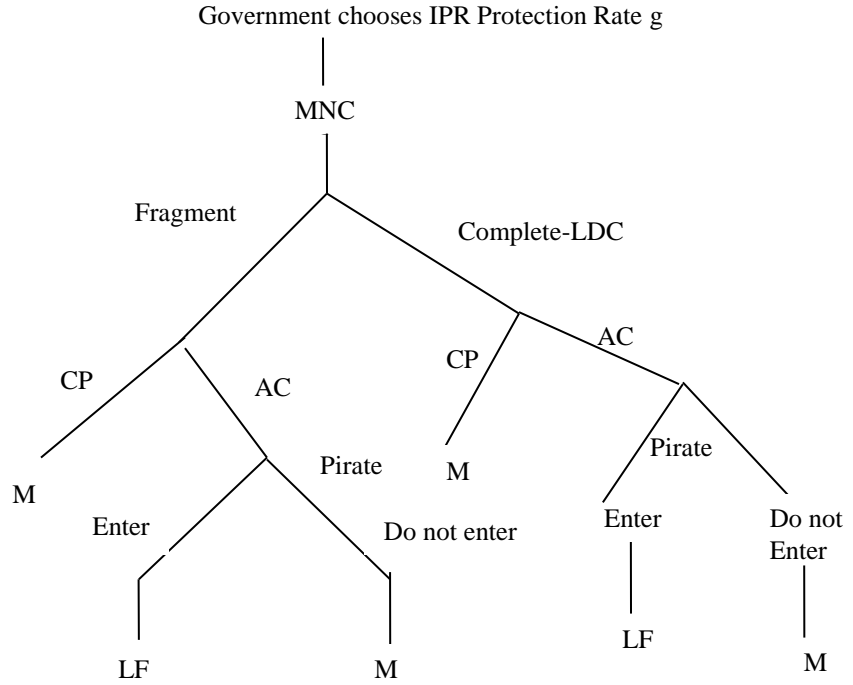 Government chooses IPR Protection Rate g
MNC
Fragment
Complete-LDC
CP
AC
CP
AC
M
Pirate
M
Pirate
Enter
Do not enter
Enter
Do not
Enter
LF
M
LF
M